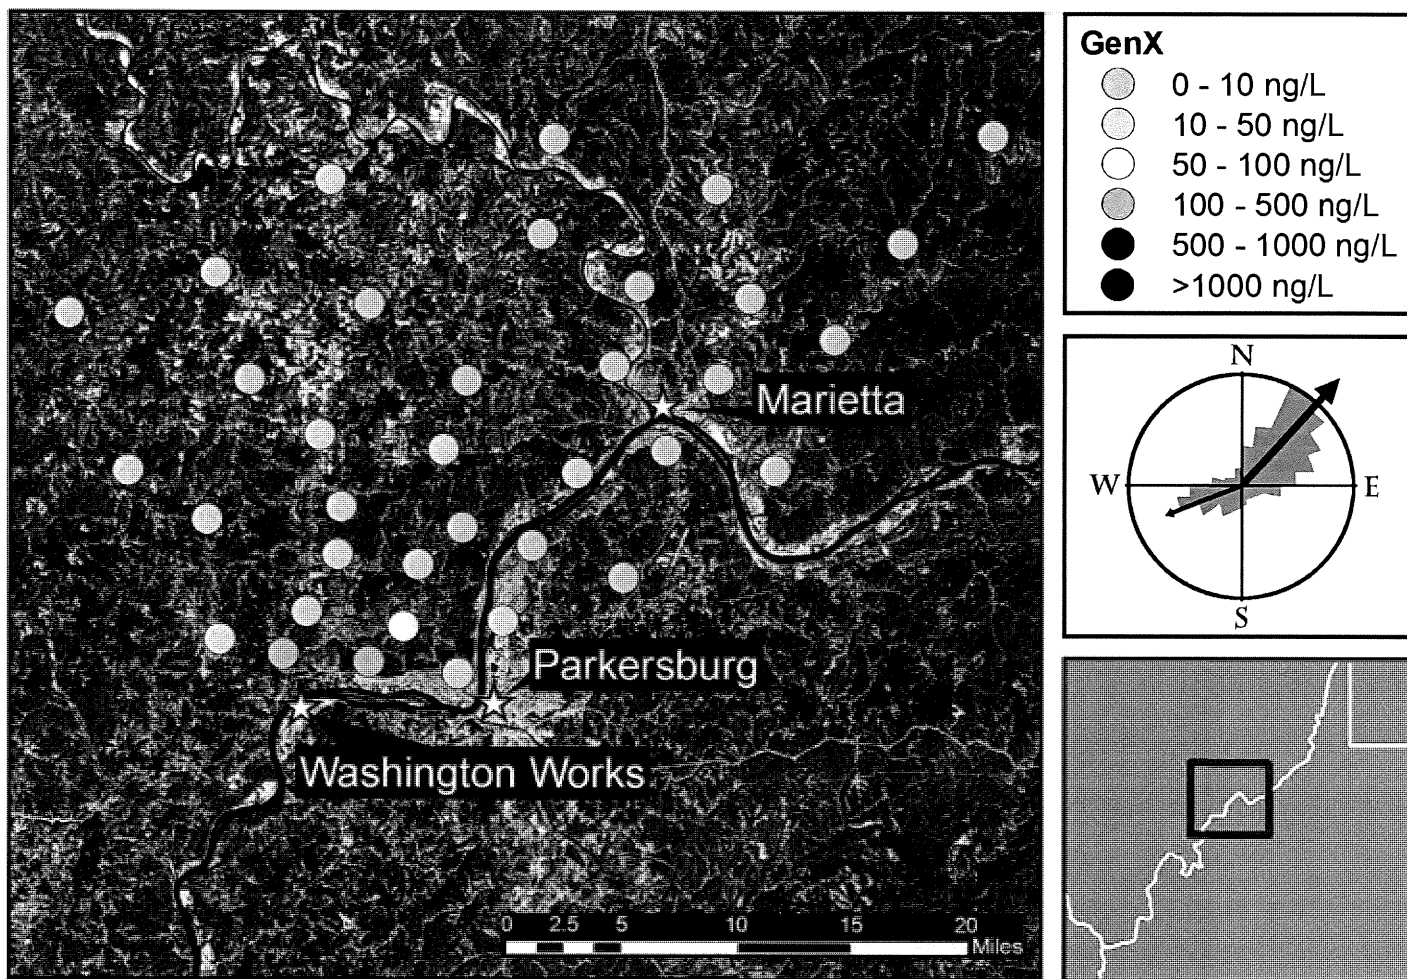 GenX
0 - 10 ng/L
10 - 50 ng/L
50 - 100 ng/L
100 - 500 ng/L
500 - 1000 ng/L
>1000 ng/L
N
W
E
S
Marietta
Parkersburg
Washington Works
0 2.5 5 10 15 20
Miles